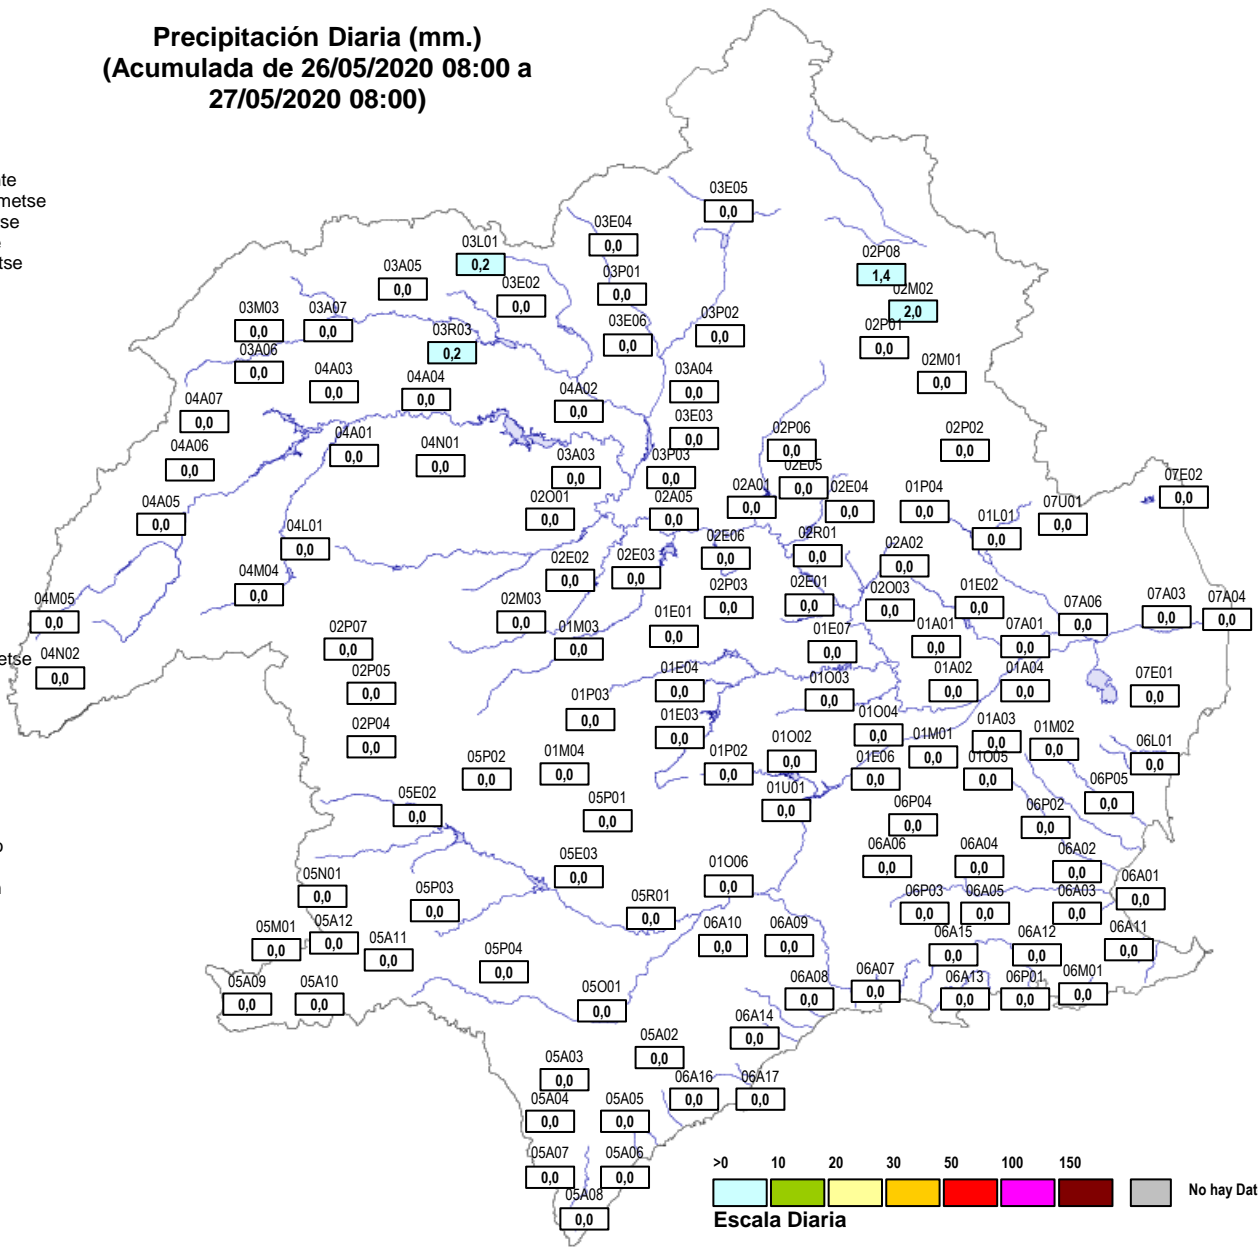 Precipitación Diaria (mm.)
(Acumulada de 26/05/2020 08:00 a
27/05/2020 08:00)
te
metse
se
tse
03E05
0,0
03E04
0,0
03L01
0,2
02P08
1,4
03A05
0,0
03P01
0,0
03E02
0,0
02M02
2,0
03M03
0,0
03A07
0,0
03P02
0,0
03E06
0,0
03R03
0,2
02P01
0,0
03A06
0,0
02M01
0,0
04A03
0,0
04A04
0,0
03A04
0,0
04A02
0,0
04A07
0,0
03E03
0,0
02P06
0,0
02P02
0,0
04A01
0,0
04N01
0,0
04A06
0,0
03A03
0,0
03P03
0,0
02E05
0,0
07E02
0,0
02A01
0,0
02E04
0,0
01P04
0,0
04A05
0,0
02O01
0,0
02A05
0,0
07U01
0,0
01L01
0,0
04L01
0,0
02E06
0,0
02R01
0,0
02A02
0,0
02E02
0,0
02E03
0,0
04M04
0,0
02P03
0,0
02E01
0,0
02O03
0,0
01E02
0,0
04M05
0,0
02M03
0,0
07A06
0,0
07A03
0,0
07A04
0,0
01E01
0,0
01M03
0,0
02P07
0,0
01E07
0,0
01A01
0,0
07A01
0,0
etse
04N02
0,0
02P05
0,0
01E04
0,0
01O03
0,0
01A02
0,0
01A04
0,0
07E01
0,0
01P03
0,0
01E03
0,0
01O04
0,0
02P04
0,0
01A03
0,0
01M02
0,0
01M01
0,0
01O02
0,0
06L01
0,0
05P02
0,0
01M04
0,0
01P02
0,0
01E06
0,0
01O05
0,0
05E02
0,0
05P01
0,0
01U01
0,0
06P05
0,0
06P04
0,0
06P02
0,0
05E03
0,0
06A06
0,0
06A04
0,0
06A02
0,0
05N01
0,0
05P03
0,0
01O06
0,0
06A01
0,0
05R01
0,0
06P03
0,0
06A05
0,0
06A03
0,0
05M01
0,0
05A12
0,0
05A11
0,0
06A10
0,0
06A09
0,0
06A15
0,0
06A12
0,0
06A11
0,0
05P04
0,0
05A09
0,0
05A10
0,0
05O01
0,0
06A08
0,0
06A07
0,0
06A13
0,0
06P01
0,0
06M01
0,0
06A14
0,0
05A02
0,0
05A03
0,0
06A16
0,0
06A17
0,0
05A04
0,0
05A05
0,0
05A07
0,0
05A06
0,0
05A08
0,0
>0 10 20 30 50 100 150
No hay Dat
Escala Diaria